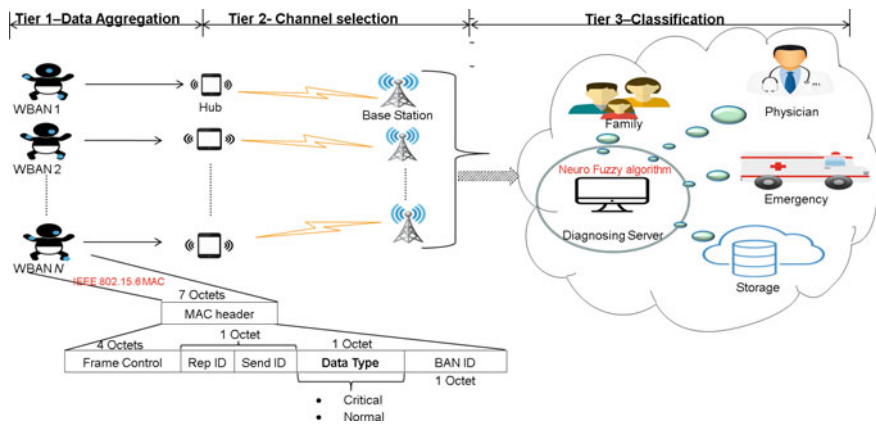 Tier 1–Data Aggregation
Tier 2- Channel selection
Tier 3–Classification
WBAN 1
Hub
Base Station
Family
Physician
WBAN 2
Neuro Fuzzy algorithm
Emergency
Diagnosing Server
WBAN N
Storage
IEEE 802.15.6 MAC
7 Octets
MAC header
4 Octets
1 Octet
1 Octet
Frame Control
Rep ID
Send ID
Data Type
BAN ID
1 Octet
• Critical
• Normal